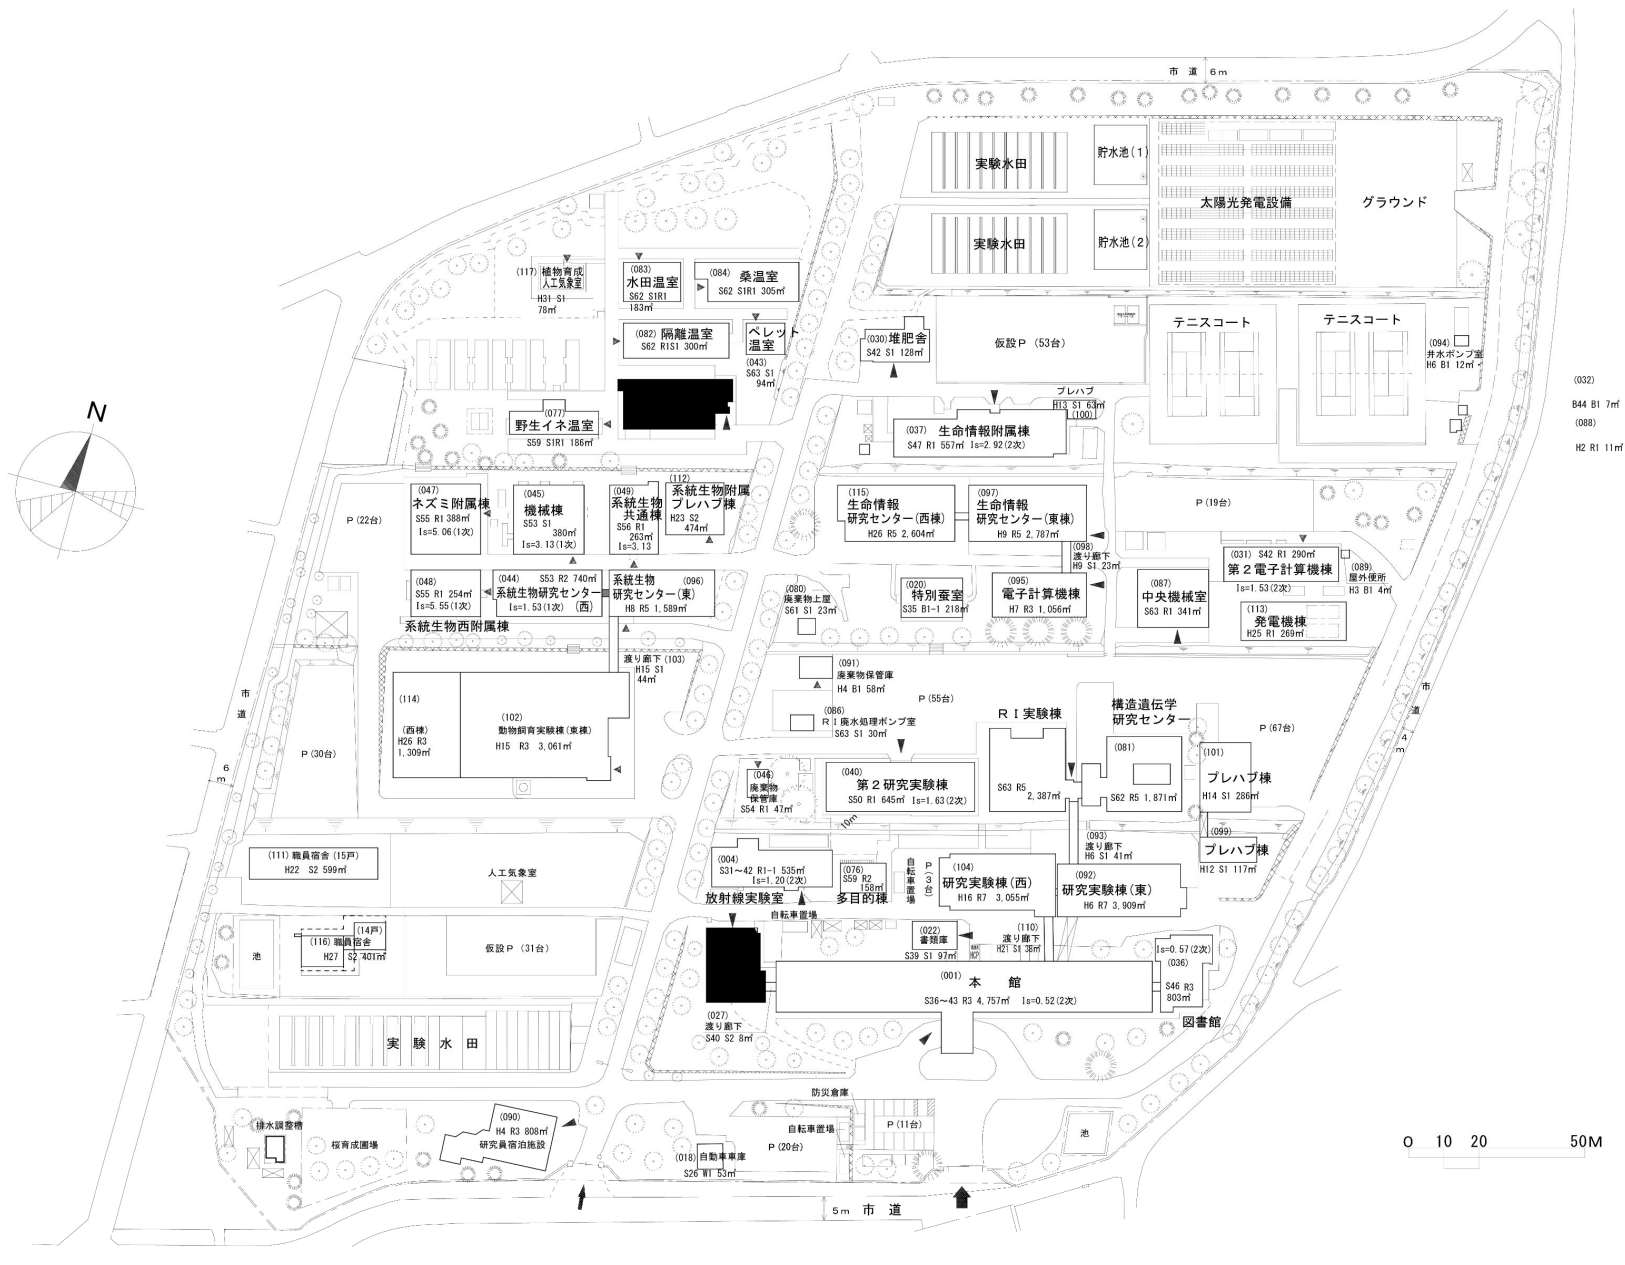 市 道 6m
実験水田
貯水池(1)
太陽光発電設備
グラウンド
実験水田
貯水池(2)
(117) 植物育成
人工気象室
H31 S1
78㎡
(083)
水田温室
S62 S1R1
183㎡
(084) 桑温室
S62 S1R1 305㎡
(082) 隔離温室
S62 R1S1 300㎡
ペレット
温室
(043)
S63 S1
94㎡
(030) 堆肥舎
S42 S1 128㎡
仮設P (53台)
テニスコート
テニスコート
(094)
井水ポンプ室
H6 B1 12㎡
(032)
B44 B1 7㎡
(088)
H2 R1 11㎡
N
(077)
野生イネ温室
S59 S1R1 186㎡
プレハブ
H13 S1 63㎡
(100)
(037) 生命情報附属棟
S47 R1 557㎡ Is=2.92(2次)
P(22台)
(047)
ネズミ附属棟
S55 R1 388㎡
Is=5.06(1次)
(045)
機械棟
S53 S1
380㎡
Is=3.13(1次)
(049)
系統生物
共通棟
S56 R1
263㎡
Is=3.13
(112)
系統生物附属
プレハブ棟
H23 S2
474㎡
(115)
生命情報
研究センター(西棟)
H26 R5 2,604㎡
(097)
生命情報
研究センター(東棟)
H9 R5 2,787㎡
P(19台)
(098)
渡り廊下
H9 S1 23㎡
(031) S42 R1 290㎡
第2電子計算機棟
Is=1.53(2次)
(089)
屋外便所
H3 B1 4㎡
(048)
S55 R1 254㎡
Is=5.55(1次)
系統生物西附属棟
(044) S53 R2 740㎡
系統生物研究センター
Is=1.53(1次) (西)
系統生物 (096)
研究センター(東)
H8 R5 1,589㎡
(080)
廃棄物上屋
S61 S1 23㎡
(020)
特別蚕室
S35 B1-1 218㎡
(095)
電子計算機棟
H7 R3 1,056㎡
(087)
中央機械室
S63 R1 341㎡
(113)
発電機棟
H25 R1 269㎡
渡り廊下(103)
H15 S1
44㎡
(114)
(西棟)
H26 R3
1,309㎡
(102)
動物飼育実験棟(東棟)
H15 R3 3,061㎡
市
道
6
m
P(30台)
(091)
廃棄物保管庫
H4 B1 58㎡
(086)
RI廃水処理ポンプ室
S63 S1 30㎡
P(55台)
RI実験棟
S63 R5
2,387㎡
構造遺伝学
研究センター
(081)
S62 R5 1,871㎡
P(67台)
市
道
4
m
(101)
プレハブ棟
H14 S1 286㎡
(046)
廃棄物
保管庫
S54 R1 47㎡
(040)
第2研究実験棟
S50 R1 645㎡ Is=1.63(2次)
10m
(093)
渡り廊下
H6 S1 41㎡
(099)
プレハブ棟
H12 S1 117㎡
(111) 職員宿舎(15戸)
H22 S2 599㎡
人工気象室
(004)
S31～42 R1-1 535㎡
Is=1.20(2次)
放射線実験室
(076)
S59 R2
158㎡
多目的棟
P(3台)
自転車置場
(104)
研究実験棟(西)
H16 R7 3,055㎡
(092)
研究実験棟(東)
H6 R7 3,909㎡
自転車置場
池
(14戸)
(116) 職員宿舎
H27 S2 401㎡
仮設P (31台)
(022)
書類庫
S39 S1 97㎡
(110)
渡り廊下
H21 S1 38㎡
Is=0.57(2次)
(036)
S46 R3
803㎡
図書館
(001) 本 館
S36～43 R3 4,757㎡ Is=0.52(2次)
(027)
渡り廊下
S40 S2 8㎡
実験水田
排水調整槽
桜育成圃場
(090)
H4 R3 808㎡
研究員宿泊施設
防災倉庫
自転車置場
P(11台)
P(20台)
(018) 自動車車庫
S26 W1 53㎡
池
0 10 20 50M
5m 市 道